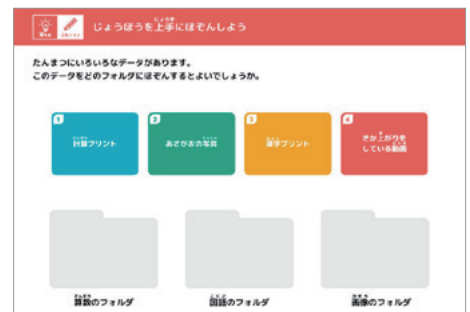 じょうほうを上手にほぞんしよう
たんまつにいろいろなデータがあります。
このデータをどのフォルダにほぞんするとよいでしょうか。
1
計算プリント
2
あさがおの写真
3
漢字プリント
4
さか上がりを
している動画
算数のフォルダ
国語のフォルダ
画像のフォルダ